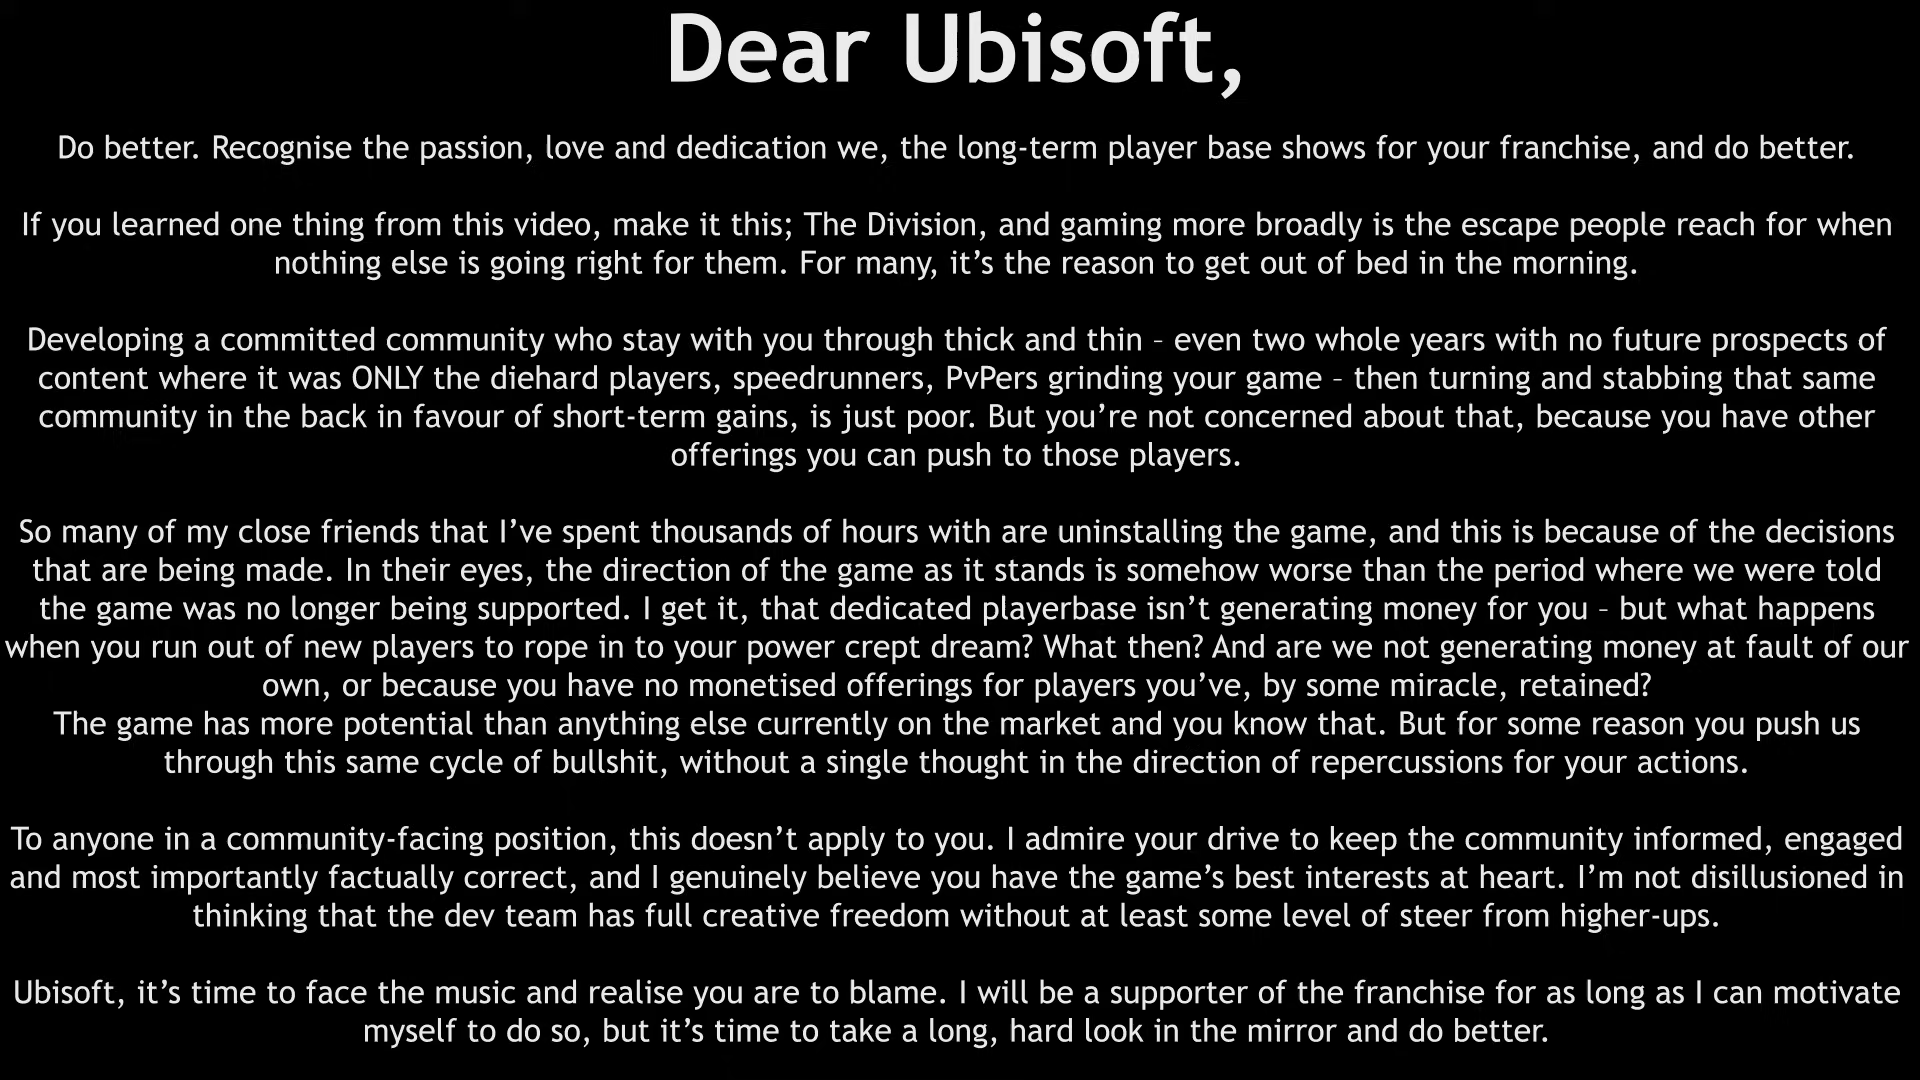 Dear Ubisoft,
Do better. Recognise the passion, love and dedication we, the long-term player base shows for your franchise, and do better.
If you learned one thing from this video, make it this; The Division, and gaming more broadly is the escape people reach for when
nothing else is going right for them. For many, it’s the reason to get out of bed in the morning.
Developing a committed community who stay with you through thick and thin – even two whole years with no future prospects of
content where it was ONLY the diehard players, speedrunners, PvPers grinding your game – then turning and stabbing that same
community in the back in favour of short-term gains, is just poor. But you’re not concerned about that, because you have other
offerings you can push to those players.
So many of my close friends that I’ve spent thousands of hours with are uninstalling the game, and this is because of the decisions
that are being made. In their eyes, the direction of the game as it stands is somehow worse than the period where we were told
the game was no longer being supported. I get it, that dedicated playerbase isn’t generating money for you – but what happens
when you run out of new players to rope in to your power crept dream? What then? And are we not generating money at fault of our
own, or because you have no monetised offerings for players you’ve, by some miracle, retained?
The game has more potential than anything else currently on the market and you know that. But for some reason you push us
through this same cycle of bullshit, without a single thought in the direction of repercussions for your actions.
To anyone in a community-facing position, this doesn’t apply to you. I admire your drive to keep the community informed, engaged
and most importantly factually correct, and I genuinely believe you have the game’s best interests at heart. I’m not disillusioned in
thinking that the dev team has full creative freedom without at least some level of steer from higher-ups.
Ubisoft, it’s time to face the music and realise you are to blame. I will be a supporter of the franchise for as long as I can motivate
myself to do so, but it’s time to take a long, hard look in the mirror and do better.